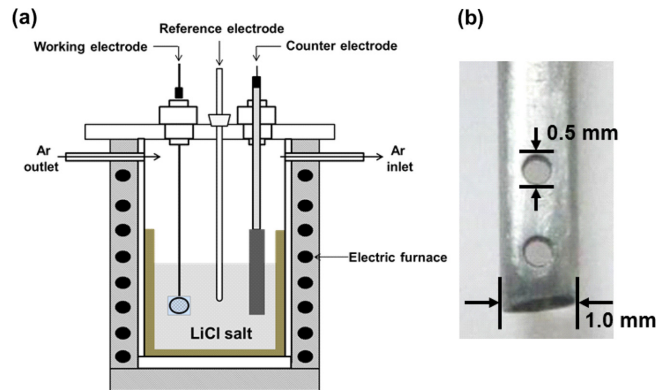 (a)
Reference electrode
Working electrode
Counter electrode
Ar
outlet
Ar
inlet
Electric furnace
LiCl salt
(b)
0.5 mm
1.0 mm